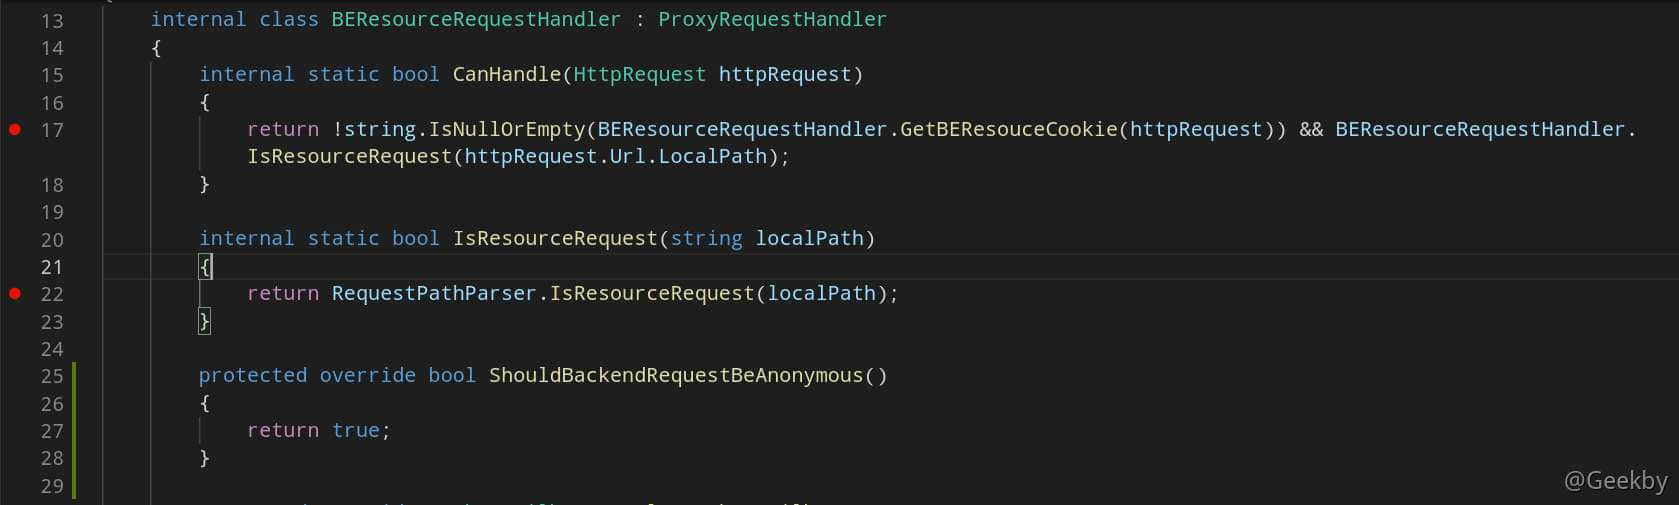 13 internal class BEResourceRequestHandler : ProxyRequestHandler
14 {
15 internal static bool CanHandle(HttpRequest httpRequest)
16 {
17 return !string.IsNullOrEmpty(BEResourceRequestHandler.GetBEResouceCookie(httpRequest)) && BEResourceRequestHandler.
IsResourceRequest(httpRequest.Url.LocalPath);
18 }
19
20 internal static bool IsResourceRequest(string localPath)
21 {
22 return RequestPathParser.IsResourceRequest(localPath);
23 }
24
25 protected override bool ShouldBackendRequestBeAnonymous()
26 {
27 return true;
28 }
29
@Geekby